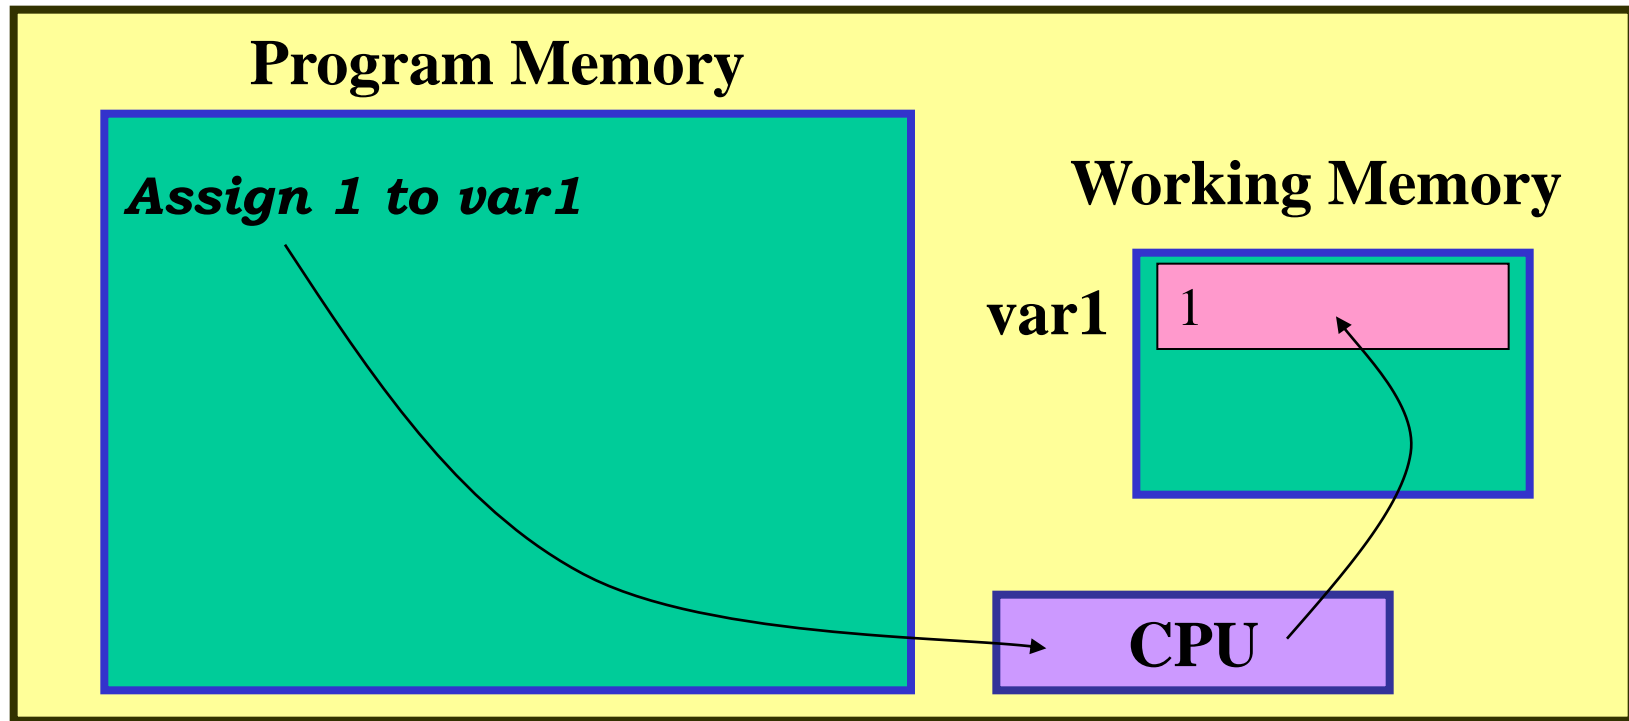 Program Memory
Assign 1 to var1
Working Memory
var1
1
CPU